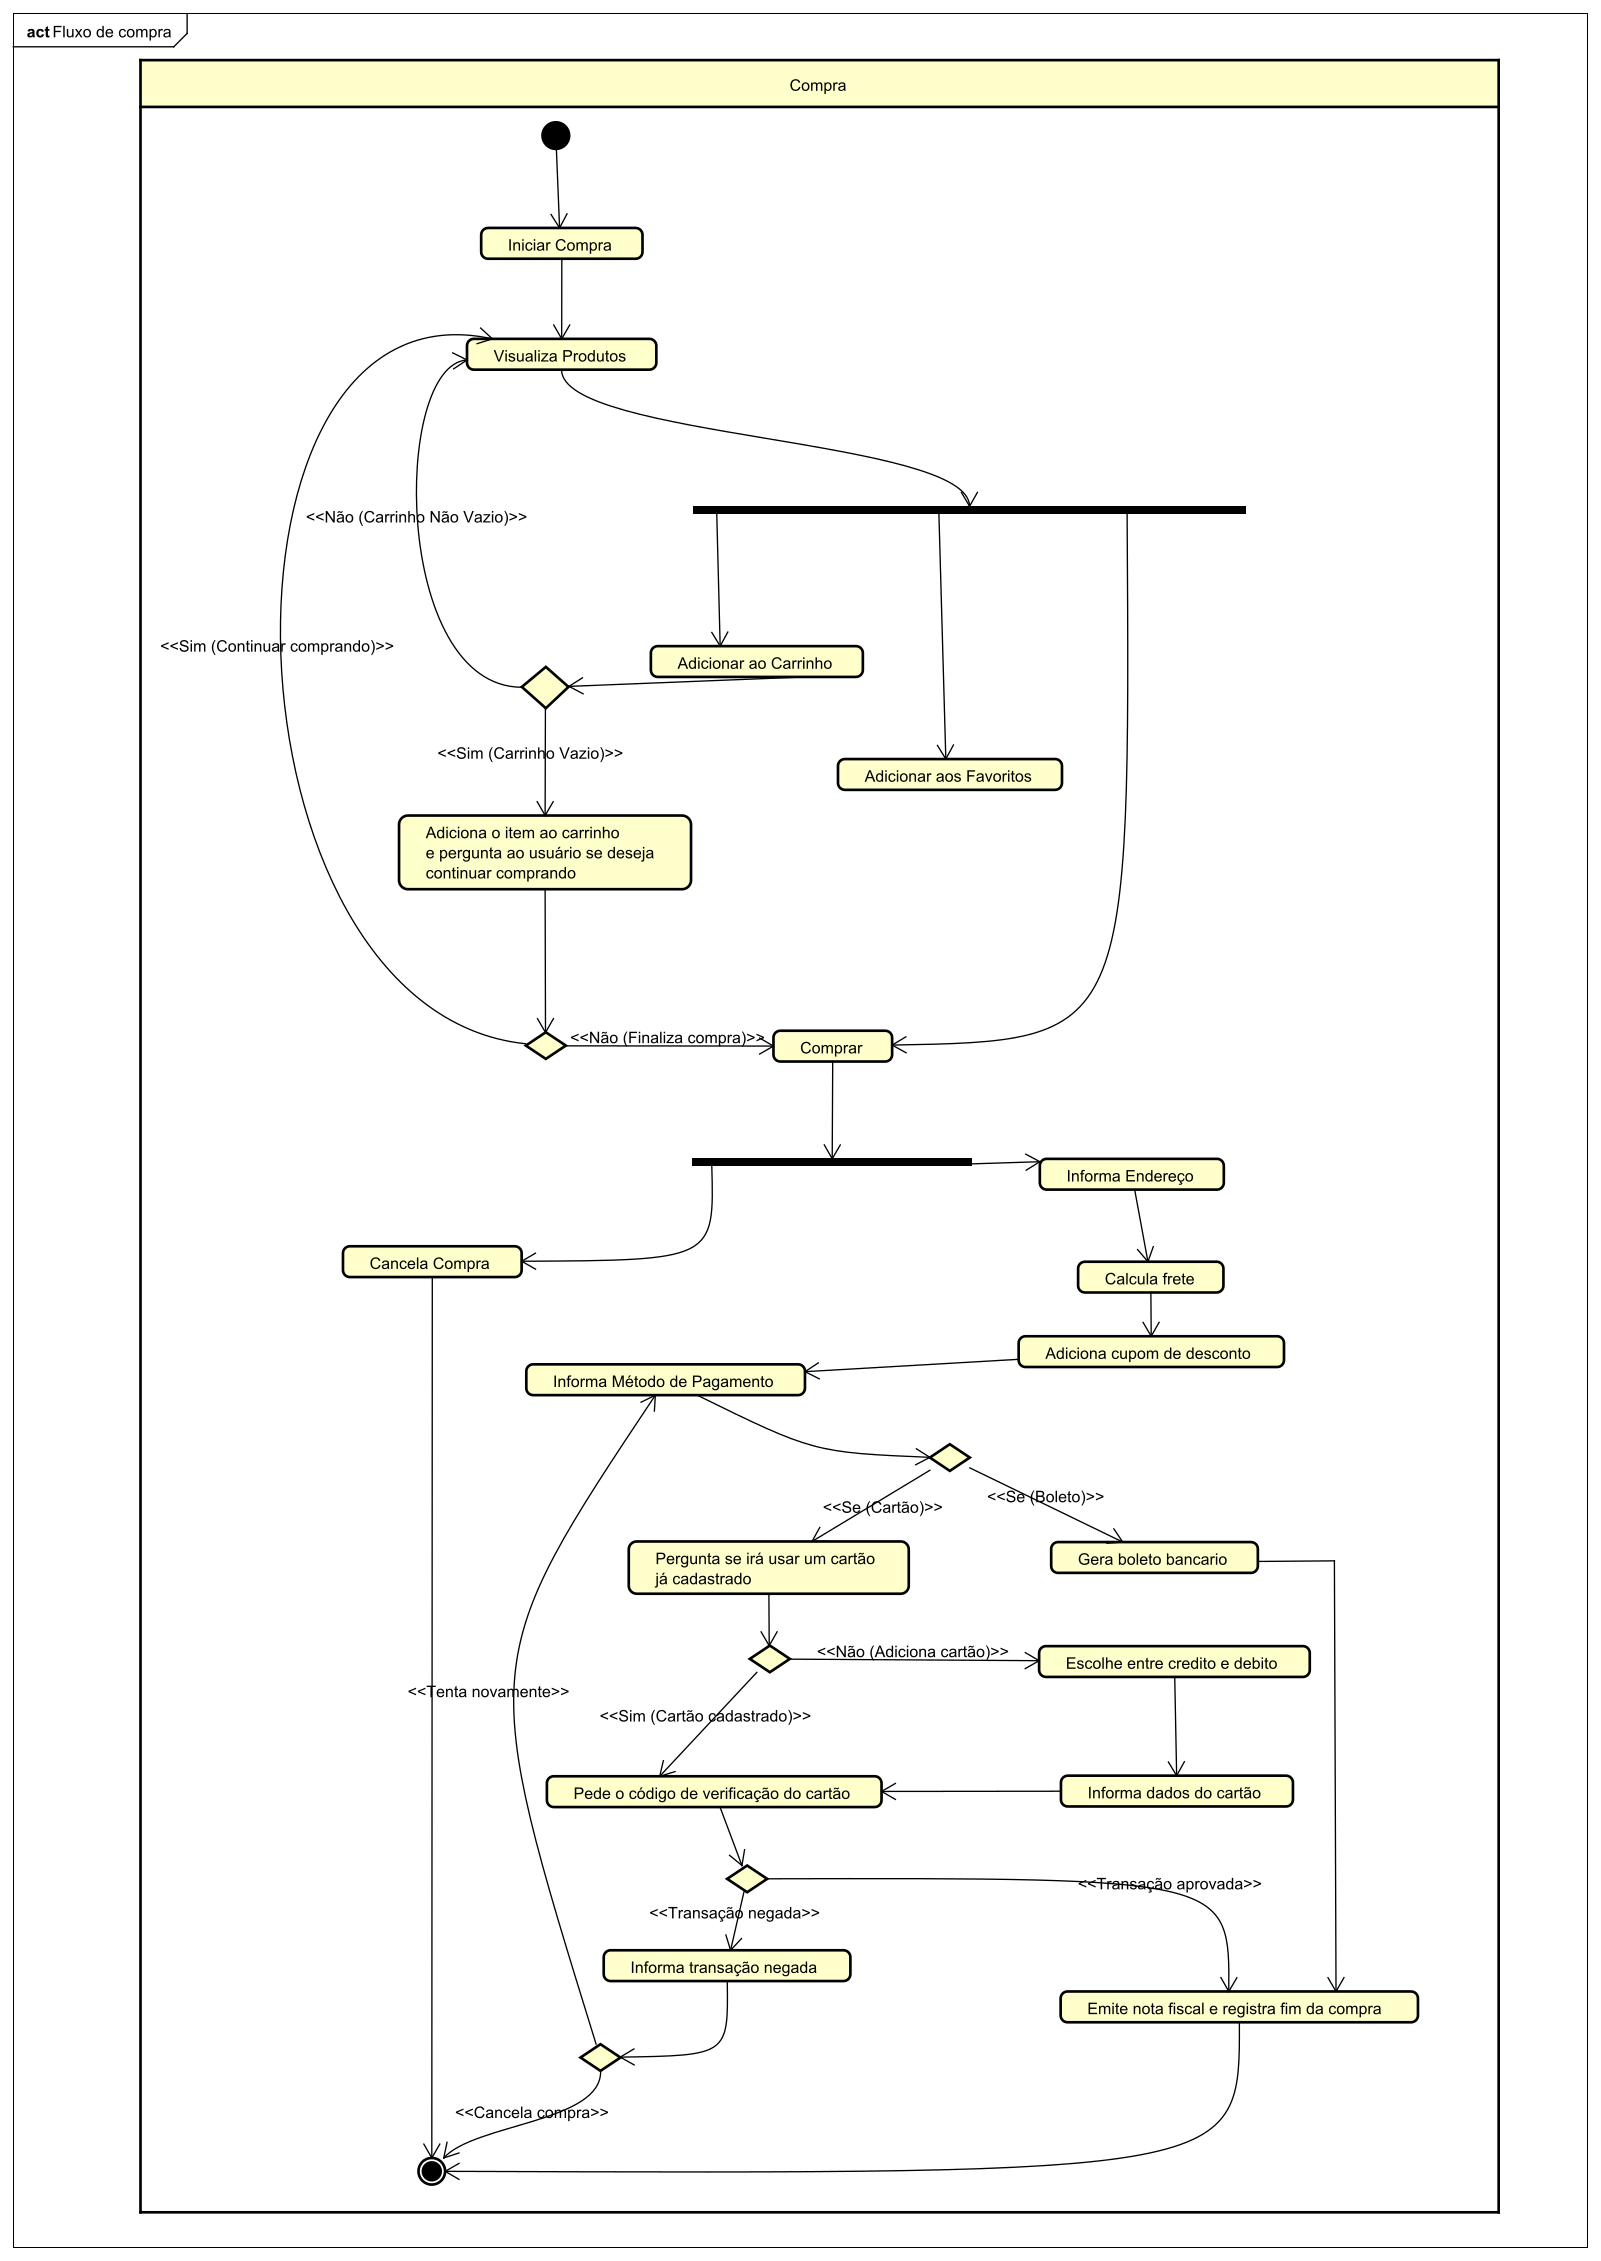 act Fluxo de compra
Compra
Iniciar Compra
Visualiza Produtos
<<Não (Carrinho Não Vazio)>>
<<Sim (Continuar comprando)>>
Adicionar ao Carrinho
<<Sim (Carrinho Vazio)>>
Adicionar aos Favoritos
Adiciona o item ao carrinho
e pergunta ao usuário se deseja
continuar comprando
<<Não (Finaliza compra)>>
Comprar
Informa Endereço
Cancela Compra
Calcula frete
Adiciona cupom de desconto
Informa Método de Pagamento
<<Se (Cartão)>>
<<Se (Boleto)>>
Pergunta se irá usar um cartão
já cadastrado
Gera boleto bancario
<<Não (Adiciona cartão)>>
Escolhe entre credito e debito
<<Tenta novamente>>
<<Sim (Cartão cadastrado)>>
Pede o código de verificação do cartão
Informa dados do cartão
<<Transação aprovada>>
<<Transação negada>>
Informa transação negada
Emite nota fiscal e registra fim da compra
<<Cancela compra>>